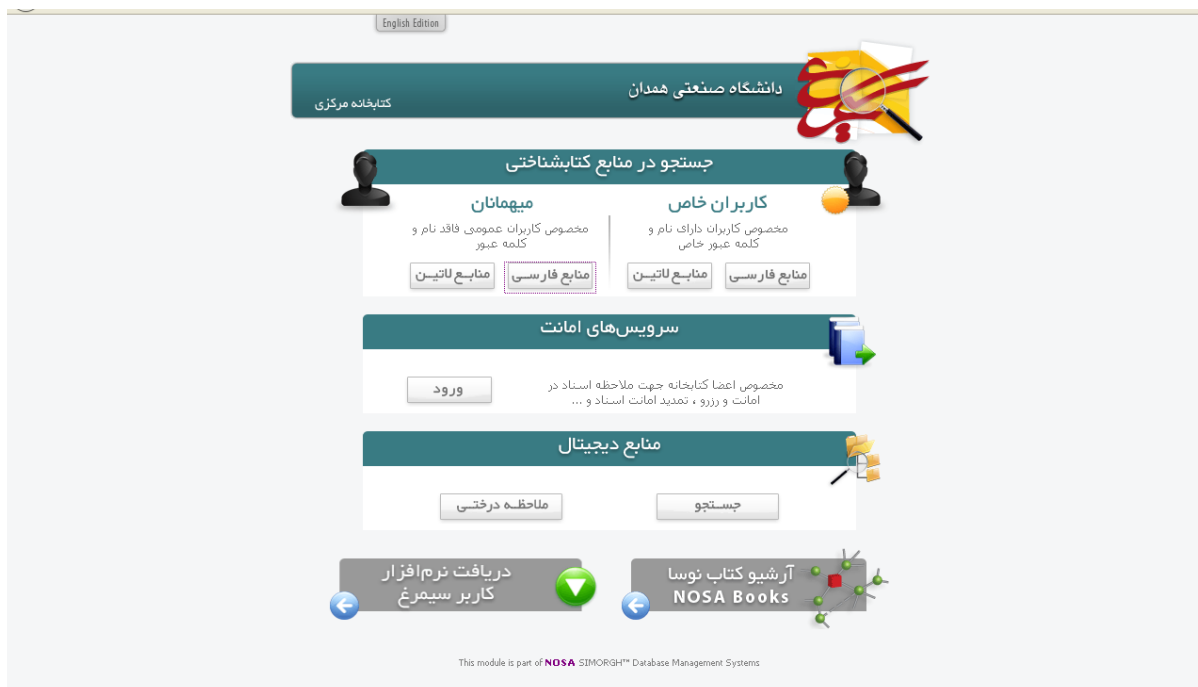 English Edition
دانشگاه صنعتی همدان
کتابخانه مرکزی
جستجو در منابع کتابشناختی
کاربران خاص
مخصوص کاربران دارای نام و
کلمه عبور خاص
منابع فارسی
منابع لاتین
میهمانان
مخصوص کاربران عمومی فاقد نام و
کلمه عبور
منابع فارسی
منابع لاتین
سرویس‌های امانت
مخصوص اعضا کتابخانه جهت ملاحظه اسناد در
امانت و رزرو ، تمدید امانت اسناد و ...
ورود
منابع دیجیتال
جستجو
ملاحظه درختی
آرشیو کتاب نوسا
NOSA Books
دریافت نرم‌افزار
کاربر سیمرغ
This module is part of NOSA SIMORGH™ Database Management Systems